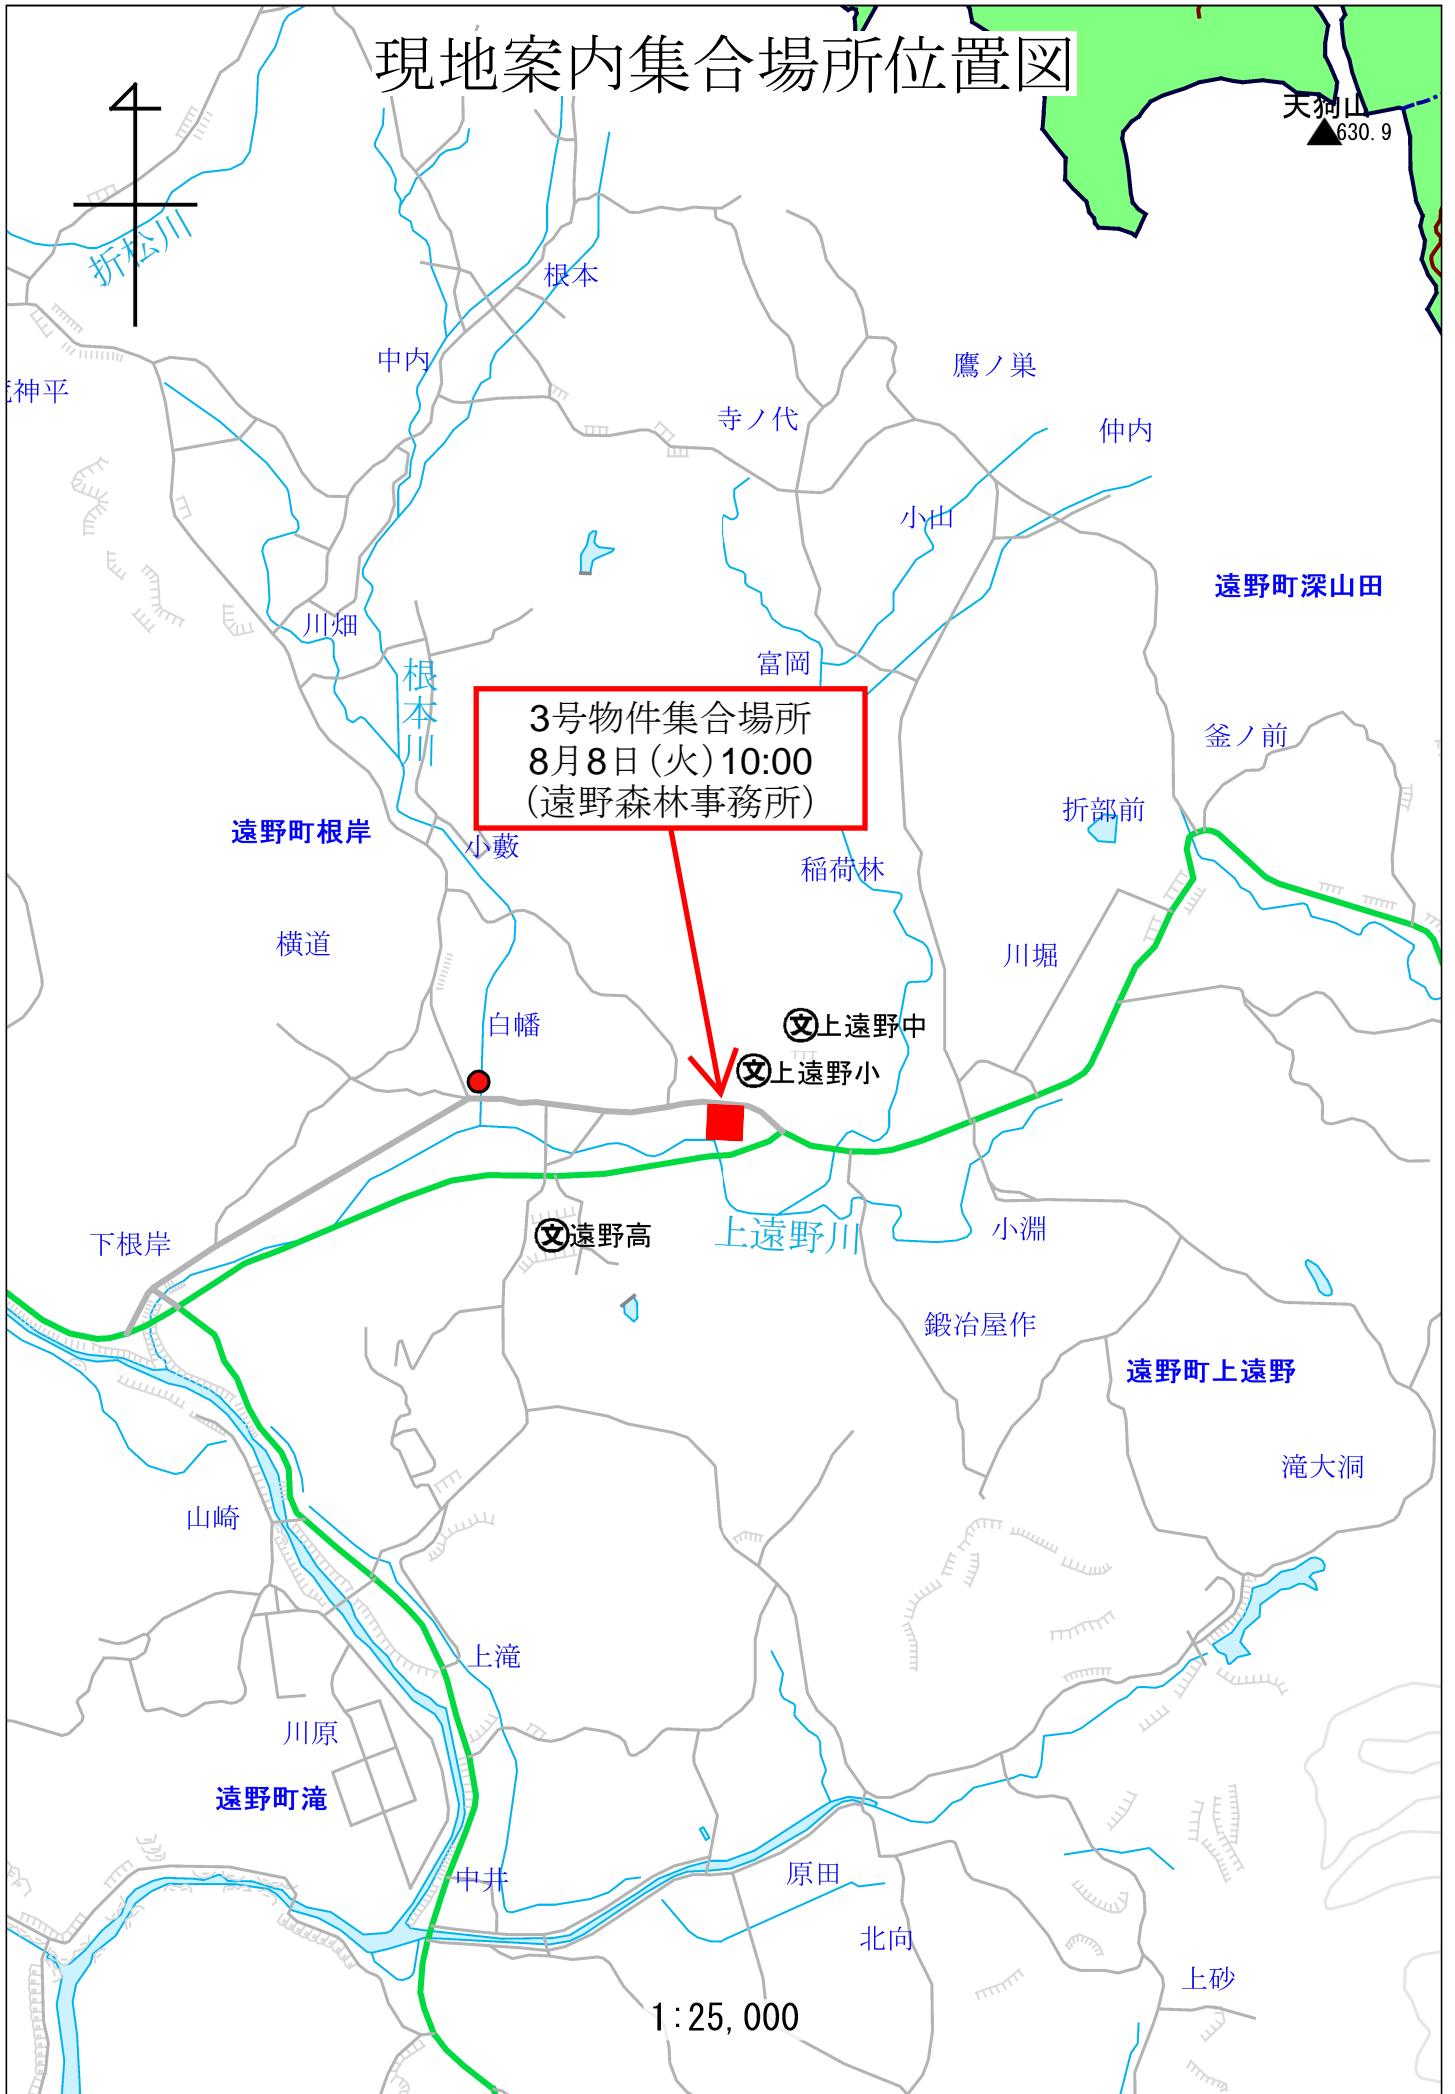 現地案内集合場所位置図
天狗山
630.9
折松川
根本
中内
鷹ノ巣
神平
寺ノ代
仲内
小山
遠野町深山田
川畑
富岡
根本川
3号物件集合場所
8月8日(火)10:00
(遠野森林事務所)
釜ノ前
折部前
遠野町根岸
小藪
稲荷林
横道
川堀
白幡
文上遠野中
文上遠野小
下根岸
文遠野高
上遠野川
小淵
鍛冶屋作
遠野町上遠野
滝大洞
山崎
上滝
川原
遠野町滝
中井
原田
北向
上砂
1:25,000